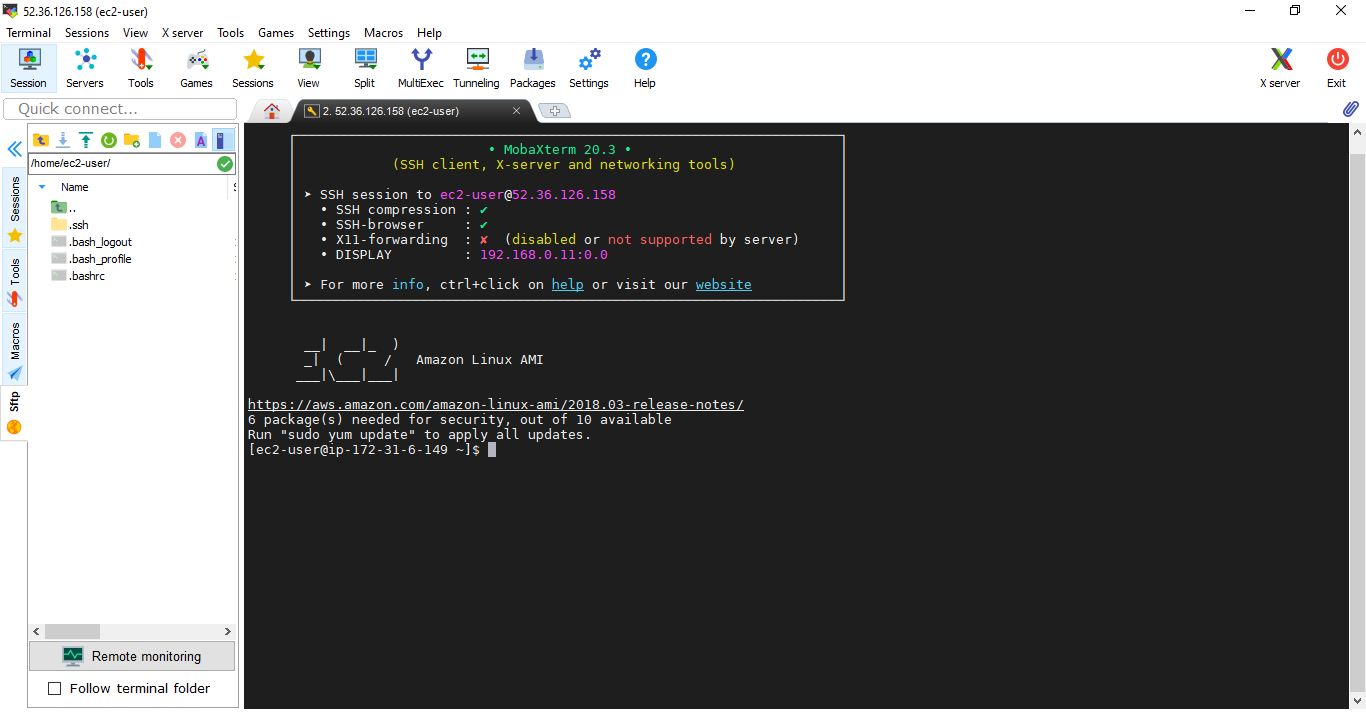 52.36.126.158 (ec2-user)
Terminal Sessions View X server Tools Games Settings Macros Help
Session Servers Tools Games Sessions View Split MultiExec Tunneling Packages Settings Help X server Exit
Quick connect...
2. 52.36.126.158 (ec2-user)
/home/ec2-user/
Name
..
.ssh
.bash_logout
.bash_profile
.bashrc
Sessions
Tools
Macros
Sftp
Remote monitoring
Follow terminal folder
• MobaXterm 20.3 •
(SSH client, X-server and networking tools)
➤ SSH session to ec2-user@52.36.126.158
• SSH compression : ✔
• SSH-browser : ✔
• X11-forwarding : ✘ (disabled or not supported by server)
• DISPLAY : 192.168.0.11:0.0
➤ For more info, ctrl+click on help or visit our website
__| __|_ )
_| ( / Amazon Linux AMI
___|\___|___|
https://aws.amazon.com/amazon-linux-ami/2018.03-release-notes/
6 package(s) needed for security, out of 10 available
Run "sudo yum update" to apply all updates.
[ec2-user@ip-172-31-6-149 ~]$